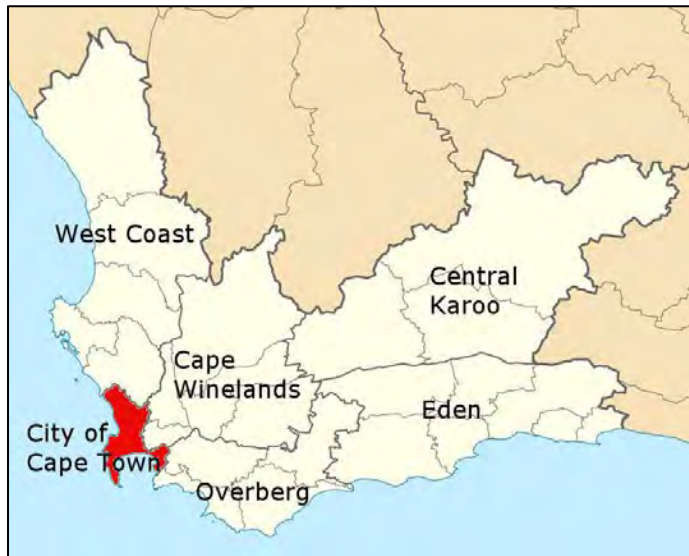 West Coast
Central
Karoo
Cape
Winelands
Eden
City of
Cape Town
Overberg